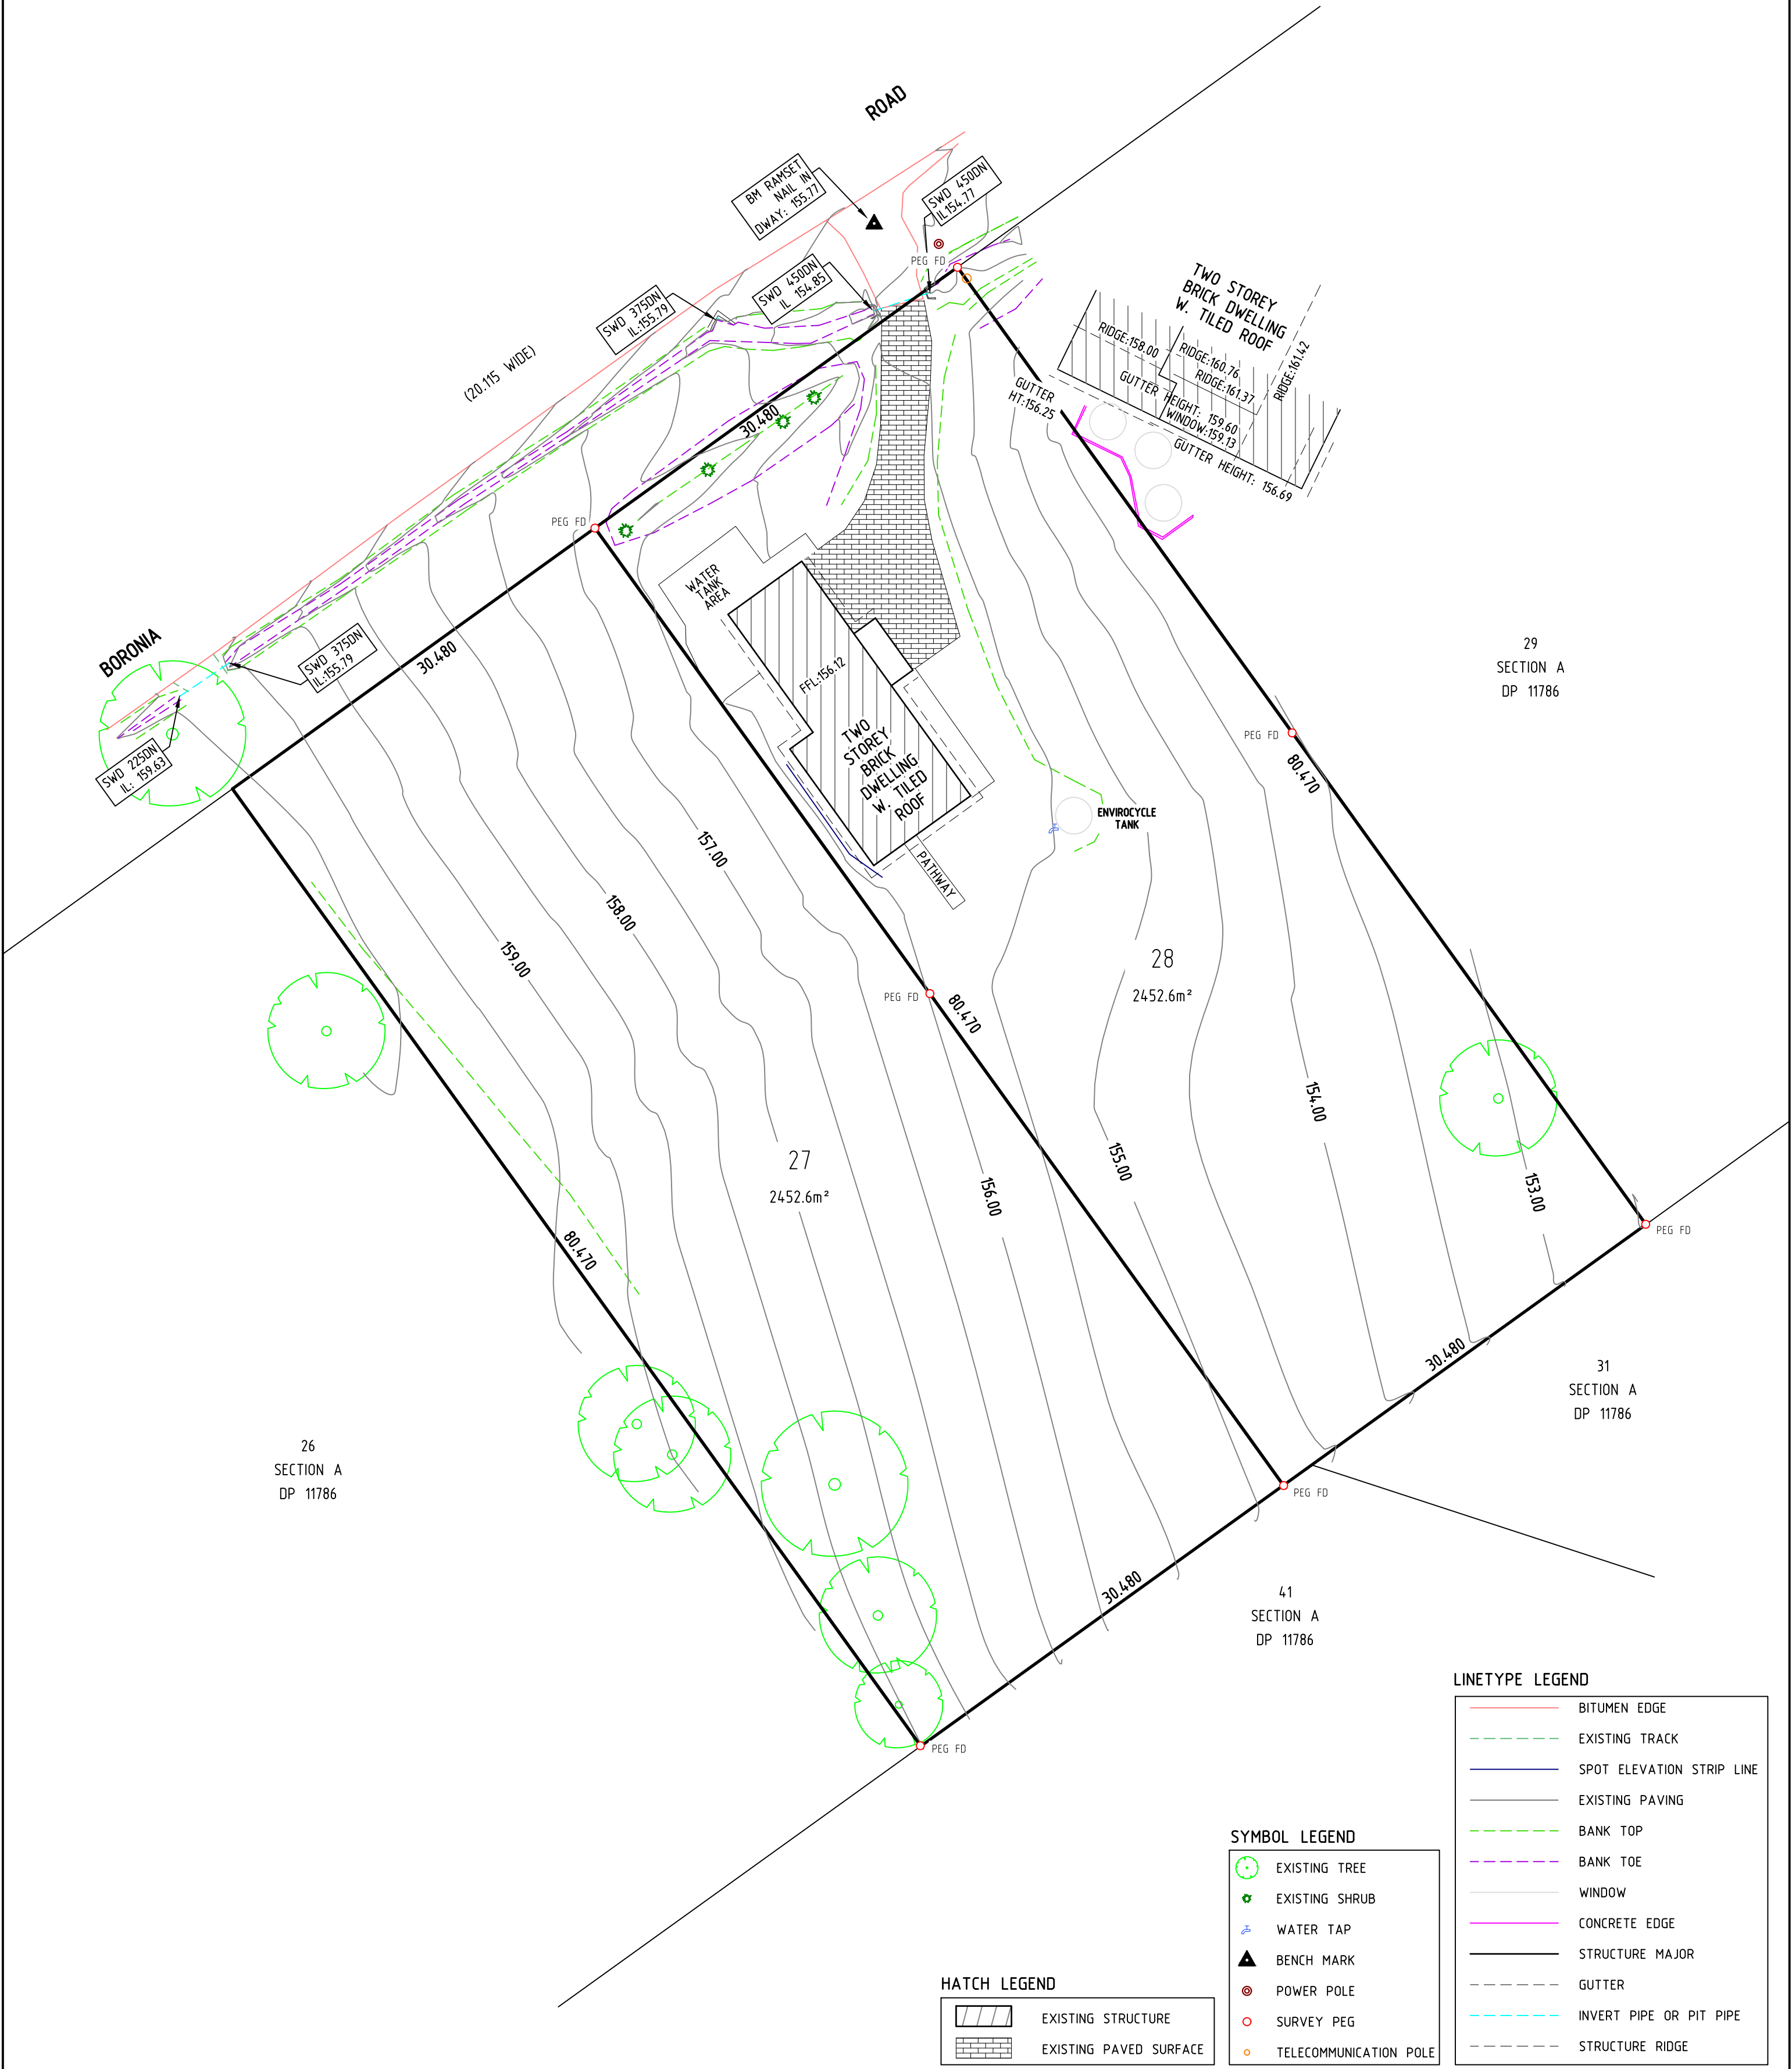 ROAD
BM RAMSET
NAIL IN
DWAY: 155.77
SWD 450DN
IL154.77
PEG FD
SWD 450DN
IL 154.85
SWD 375DN
IL:155.79
(20.115 WIDE)
TWO STOREY
BRICK DWELLING
W. TILED ROOF
RIDGE:158.00
RIDGE:160.76
RIDGE:161.37
RIDGE:161.42
GUTTER HEIGHT: 159.60
WINDOW:159.13
GUTTER HEIGHT: 156.69
GUTTER
HT:156.25
30.480
PEG FD
WATER
TANK
AREA
BORONIA
SWD 375DN
IL:155.79
30.480
SWD 225DN
IL: 159.63
FFL:156.12
TWO
STOREY
BRICK
DWELLING
W. TILED
ROOF
PATHWAY
ENVIROCYCLE
TANK
PEG FD
80.470
29
SECTION A
DP 11786
157.00
158.00
159.00
28
2452.6m²
PEG FD
80.470
154.00
155.00
153.00
156.00
27
2452.6m²
80.470
PEG FD
30.480
31
SECTION A
DP 11786
26
SECTION A
DP 11786
PEG FD
30.480
41
SECTION A
DP 11786
PEG FD
LINETYPE LEGEND
BITUMEN EDGE
EXISTING TRACK
SPOT ELEVATION STRIP LINE
EXISTING PAVING
BANK TOP
BANK TOE
WINDOW
CONCRETE EDGE
STRUCTURE MAJOR
GUTTER
INVERT PIPE OR PIT PIPE
STRUCTURE RIDGE
SYMBOL LEGEND
EXISTING TREE
EXISTING SHRUB
WATER TAP
BENCH MARK
POWER POLE
SURVEY PEG
TELECOMMUNICATION POLE
HATCH LEGEND
EXISTING STRUCTURE
EXISTING PAVED SURFACE